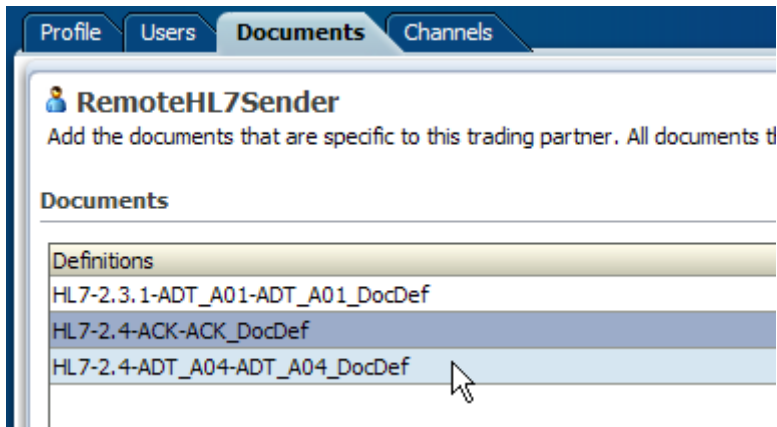 Profile Users Documents Channels
RemoteHL7Sender
Add the documents that are specific to this trading partner. All documents
Documents
Definitions
HL7-2.3.1-ADT_A01-ADT_A01_DocDef
HL7-2.4-ACK-ACK_DocDef
HL7-2.4-ADT_A04-ADT_A04_DocDef